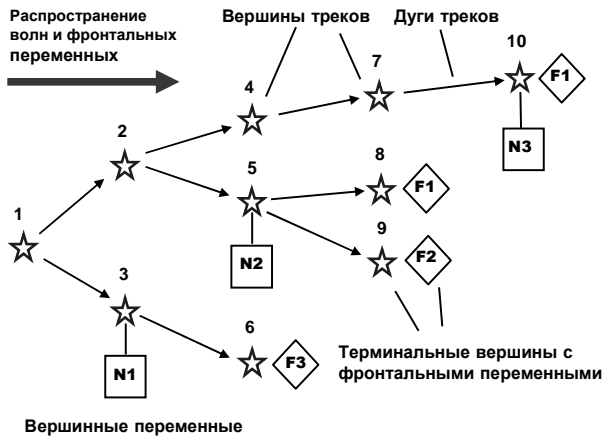 Распространение
волн и фронтальных
переменных
Вершины треков
Дуги треков
10
F1
7
4
N3
2
5
8
F1
1
N2
9
F2
3
N1
6
F3
Терминальные вершины с
фронтальными переменными
Вершинные переменные